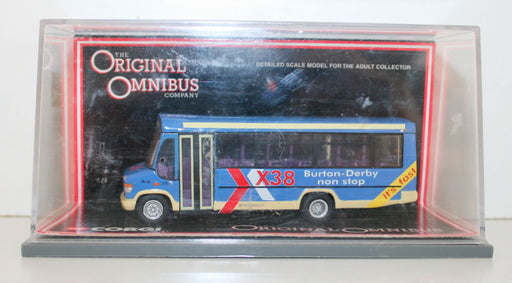 THE
ORIGINAL
OMNIBUS
COMPANY
DETAILED SCALE MODEL FOR THE ADULT COLLECTOR
X38
Burton-Derby
non stop
it's fast
CORGI
ORIGINAL OMNIBUS